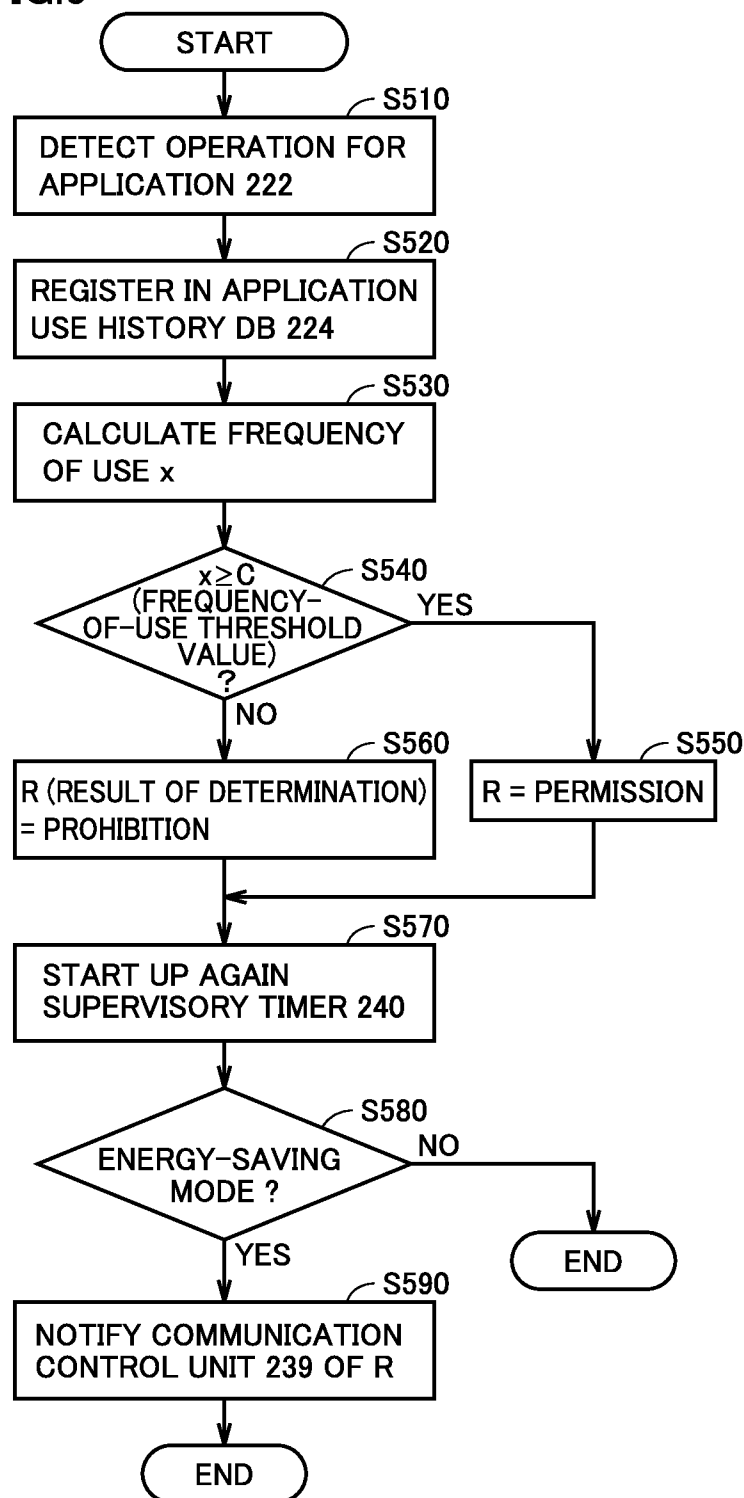 START
S510
DETECT OPERATION FOR
APPLICATION 222
S520
REGISTER IN APPLICATION
USE HISTORY DB 224
S530
CALCULATE FREQUENCY
OF USE x
S540
x≥C
(FREQUENCY-
OF-USE THRESHOLD
VALUE)
?
YES
NO
S560
R (RESULT OF DETERMINATION)
= PROHIBITION
S550
R = PERMISSION
S570
START UP AGAIN
SUPERVISORY TIMER 240
S580
ENERGY-SAVING
MODE ?
NO
END
YES
S590
NOTIFY COMMUNICATION
CONTROL UNIT 239 OF R
END